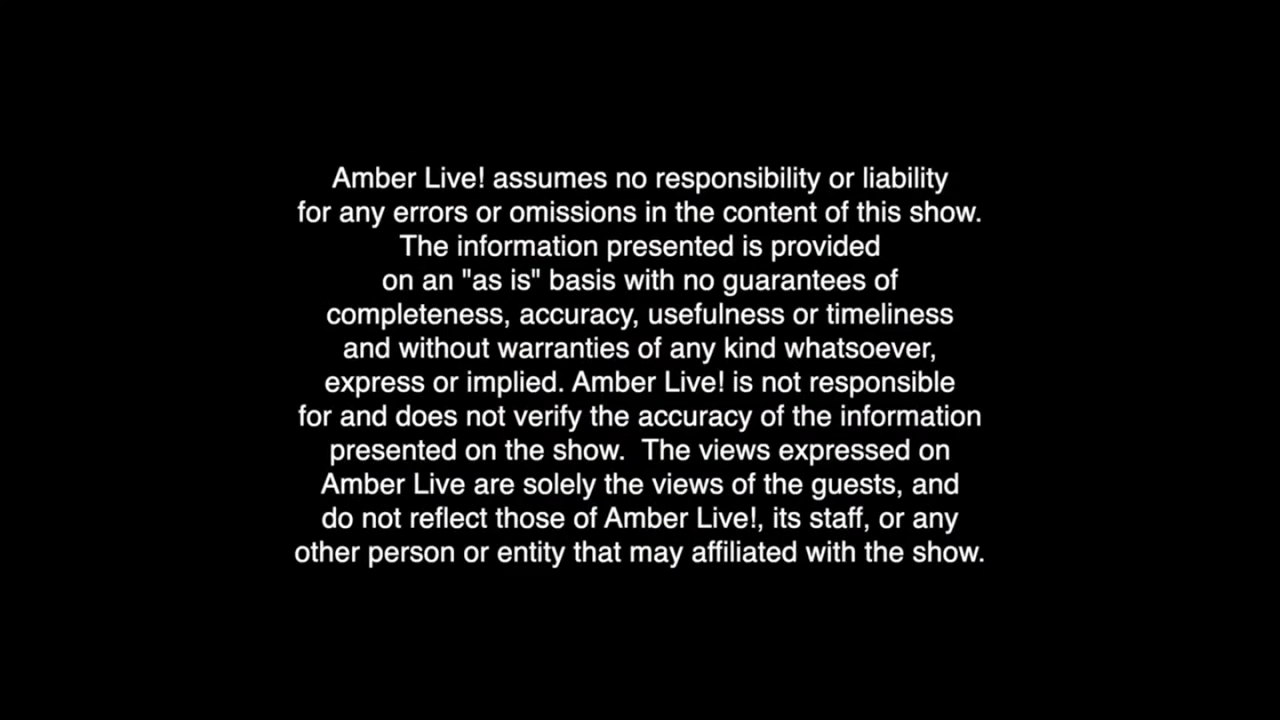 Amber Live! assumes no responsibility or liability
for any errors or omissions in the content of this show.
The information presented is provided
on an "as is" basis with no guarantees of
completeness, accuracy, usefulness or timeliness
and without warranties of any kind whatsoever,
express or implied. Amber Live! is not responsible
for and does not verify the accuracy of the information
presented on the show.  The views expressed on
Amber Live are solely the views of the guests, and
do not reflect those of Amber Live!, its staff, or any
other person or entity that may affiliated with the show.